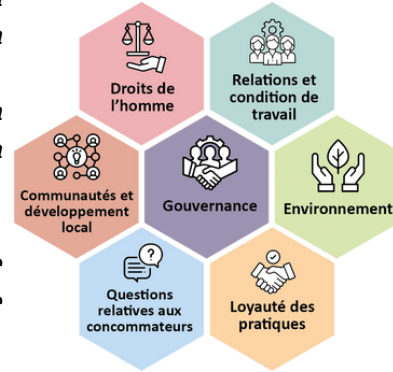 Droits de
l'homme
Relations et
condition de
travail
Communautés et
développement
local
Gouvernance
Environnement
Questions
relatives aux
concommateurs
Loyauté des
pratiques